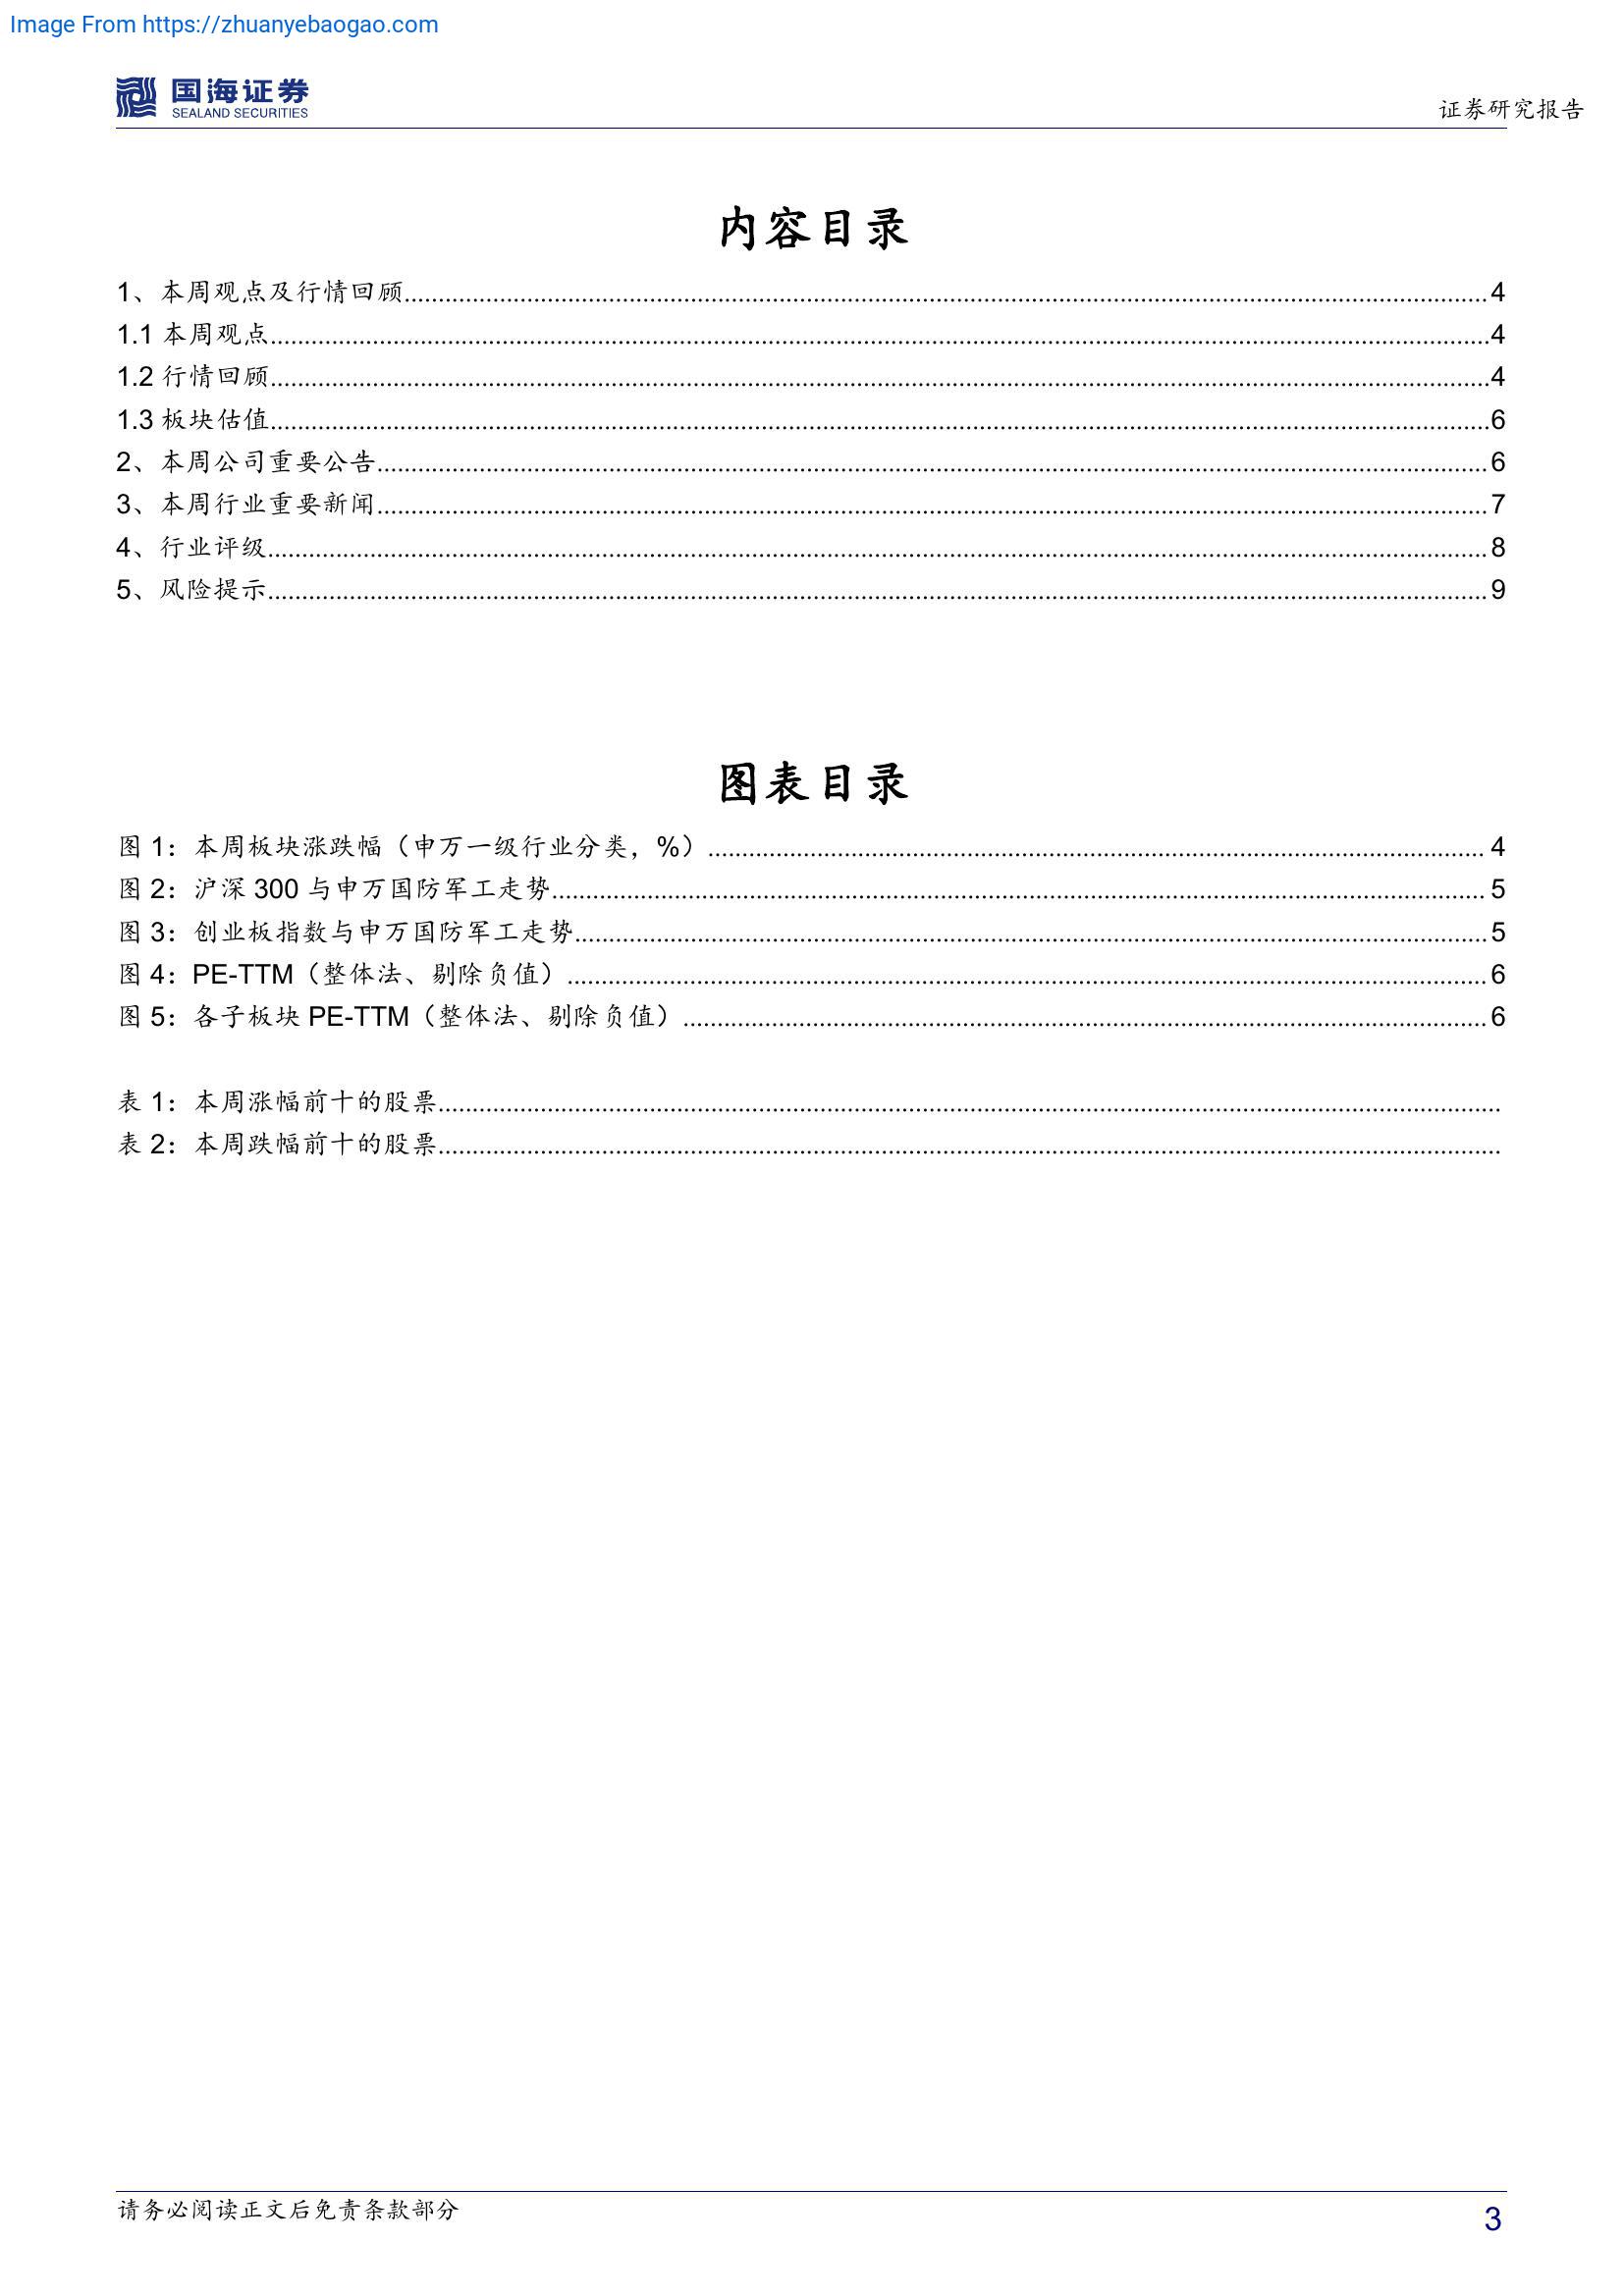 Image From https://zhuanyebaogao.com
国海证券
SEALAND SECURITIES
证券研究报告
内容目录
1、本周观点及行情回顾........................................4
1.1 本周观点........................................4
1.2 行情回顾........................................4
1.3 板块估值........................................6
2、本周公司重要公告........................................6
3、本周行业重要新闻........................................7
4、行业评级........................................8
5、风险提示........................................9
图表目录
图 1：本周板块涨跌幅（申万一级行业分类，%）........................................4
图 2：沪深 300 与申万国防军工走势........................................5
图 3：创业板指数与申万国防军工走势........................................5
图 4：PE-TTM（整体法、剔除负值）........................................6
图 5：各子板块 PE-TTM（整体法、剔除负值）........................................6
表 1：本周涨幅前十的股票........................................
表 2：本周跌幅前十的股票........................................
请务必阅读正文后免责条款部分
3